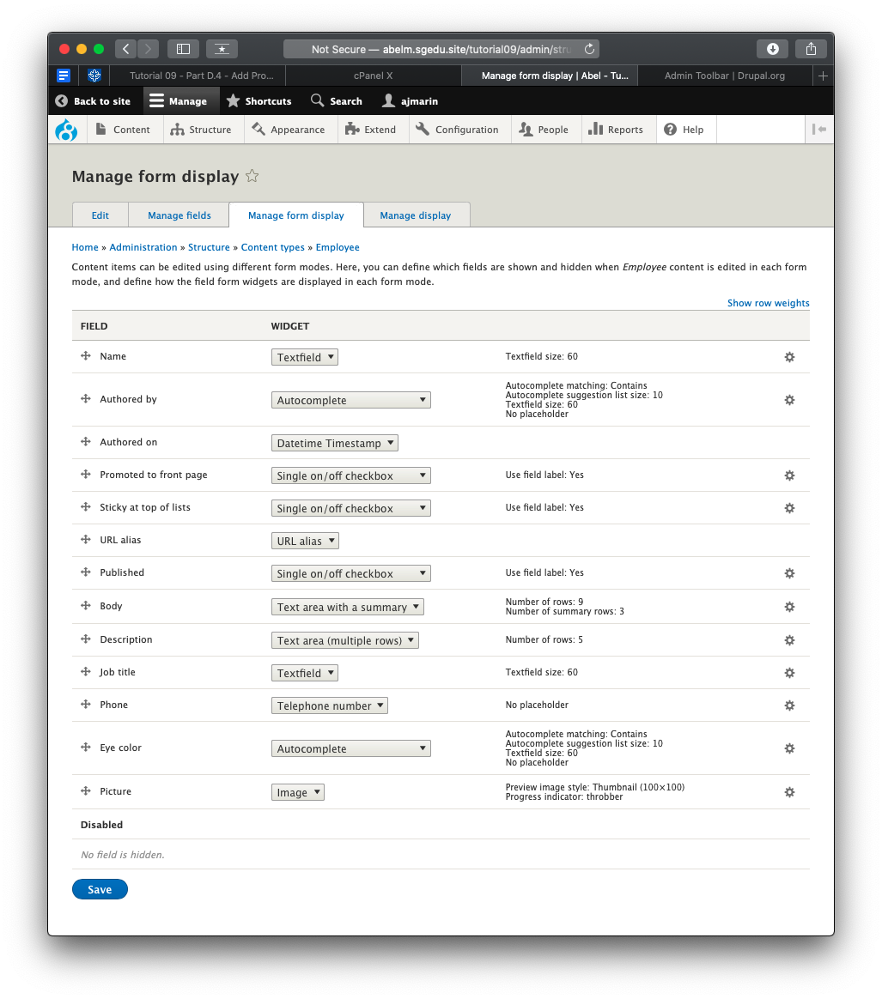 Not Secure — abelm.sgedu.site/tutorial09/admin/stru
Tutorial 09 - Part D.4 - Add Pro... cPanel X Manage form display | Abel - Tu... Admin Toolbar | Drupal.org
Back to site Manage Shortcuts Search ajmarin
Content Structure Appearance Extend Configuration People Reports Help
Manage form display
Edit Manage fields Manage form display Manage display
Home » Administration » Structure » Content types » Employee
Content items can be edited using different form modes. Here, you can define which fields are shown and hidden when Employee content is edited in each form
mode, and define how the field form widgets are displayed in each form mode.
Show row weights
FIELD WIDGET
Name Textfield Textfield size: 60
Authored by Autocomplete Autocomplete matching: Contains
Autocomplete suggestion list size: 10
Textfield size: 60
No placeholder
Authored on Datetime Timestamp
Promoted to front page Single on/off checkbox Use field label: Yes
Sticky at top of lists Single on/off checkbox Use field label: Yes
URL alias URL alias
Published Single on/off checkbox Use field label: Yes
Body Text area with a summary Number of rows: 9
Number of summary rows: 3
Description Text area (multiple rows) Number of rows: 5
Job title Textfield Textfield size: 60
Phone Telephone number No placeholder
Eye color Autocomplete Autocomplete matching: Contains
Autocomplete suggestion list size: 10
Textfield size: 60
No placeholder
Picture Image Preview image style: Thumbnail (100×100)
Progress indicator: throbber
Disabled
No field is hidden.
Save